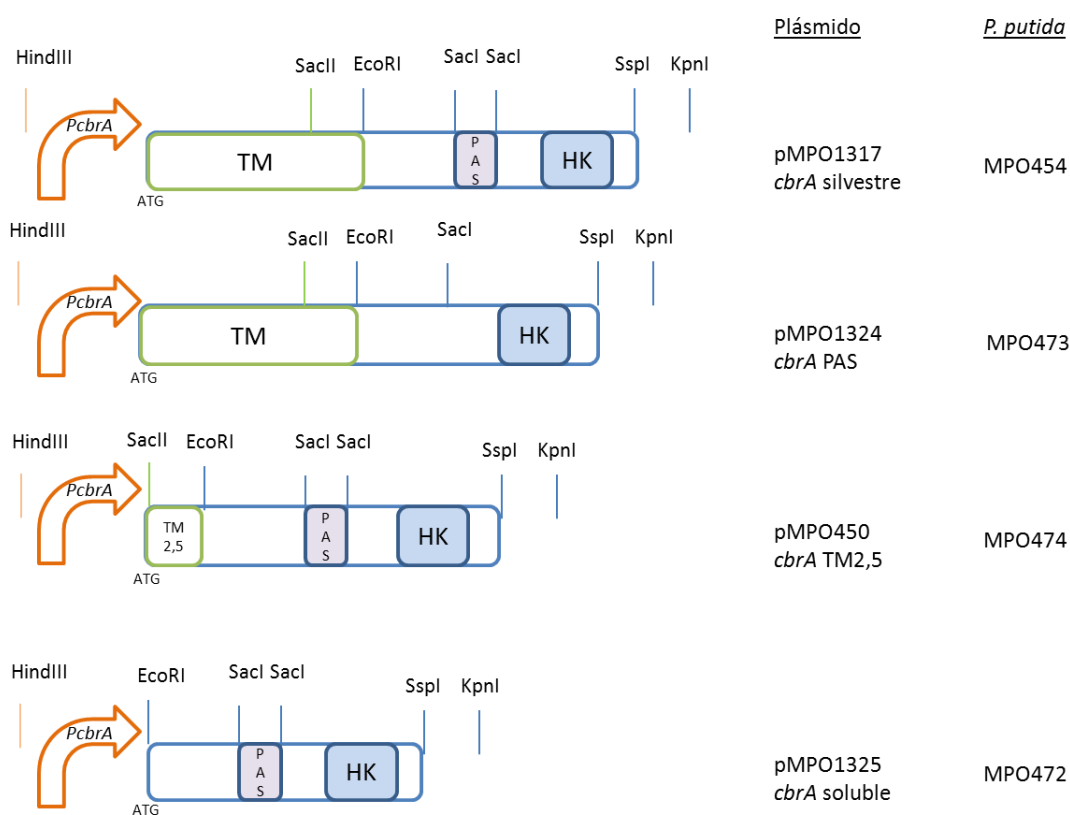 Plásmido P. putida
HindIII SacII EcoRI SacI SacI SspI KpnI
PcbrA
TM
P
A
S
HK
ATG
pMPO1317
cbrA silvestre
MPO454
HindIII SacII EcoRI SacI SspI KpnI
PcbrA
TM
HK
ATG
pMPO1324
cbrA PAS
MPO473
HindIII SacII EcoRI SacI SacI SspI KpnI
PcbrA
TM
2,5
P
A
S
HK
ATG
pMPO450
cbrA TM2,5
MPO474
HindIII EcoRI SacI SacI SspI KpnI
PcbrA
P
A
S
HK
ATG
pMPO1325
cbrA soluble
MPO472